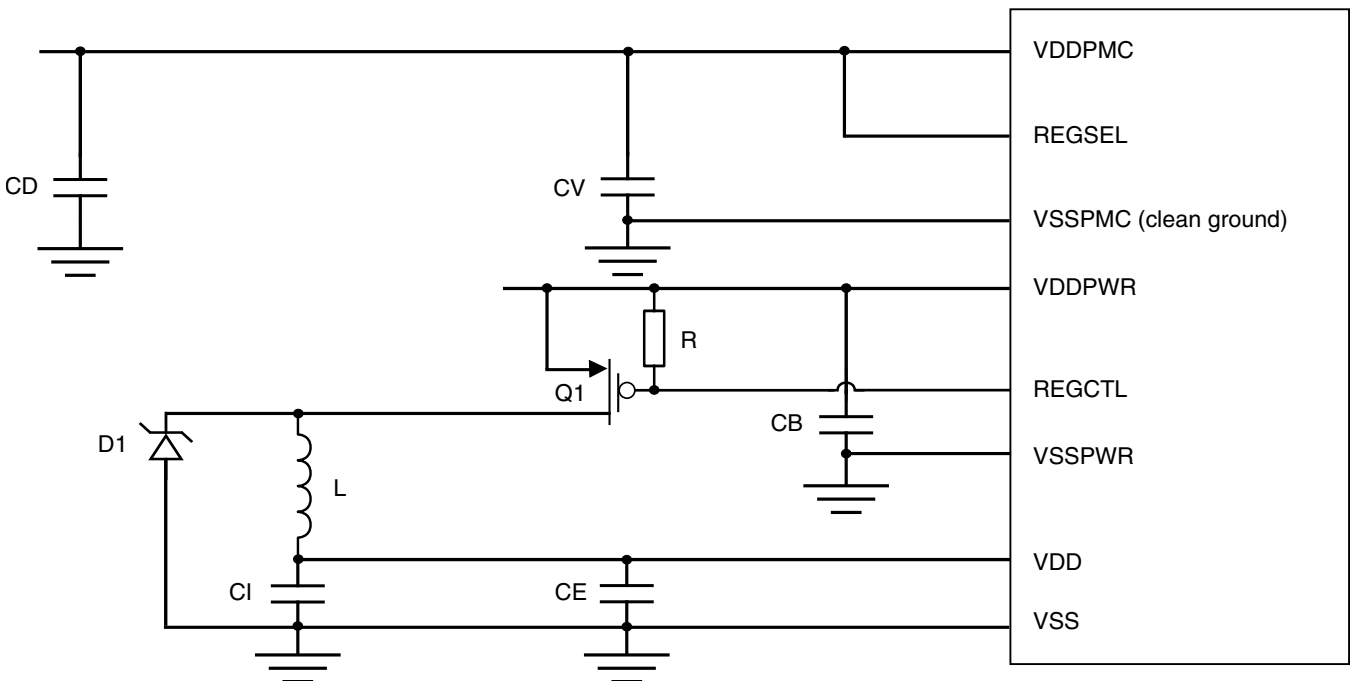 VDDPMC
REGSEL
CD
CV
VSSPMC (clean ground)
VDDPWR
R
Q1
REGCTL
CB
D1
VSSPWR
L
VDD
CI
CE
VSS